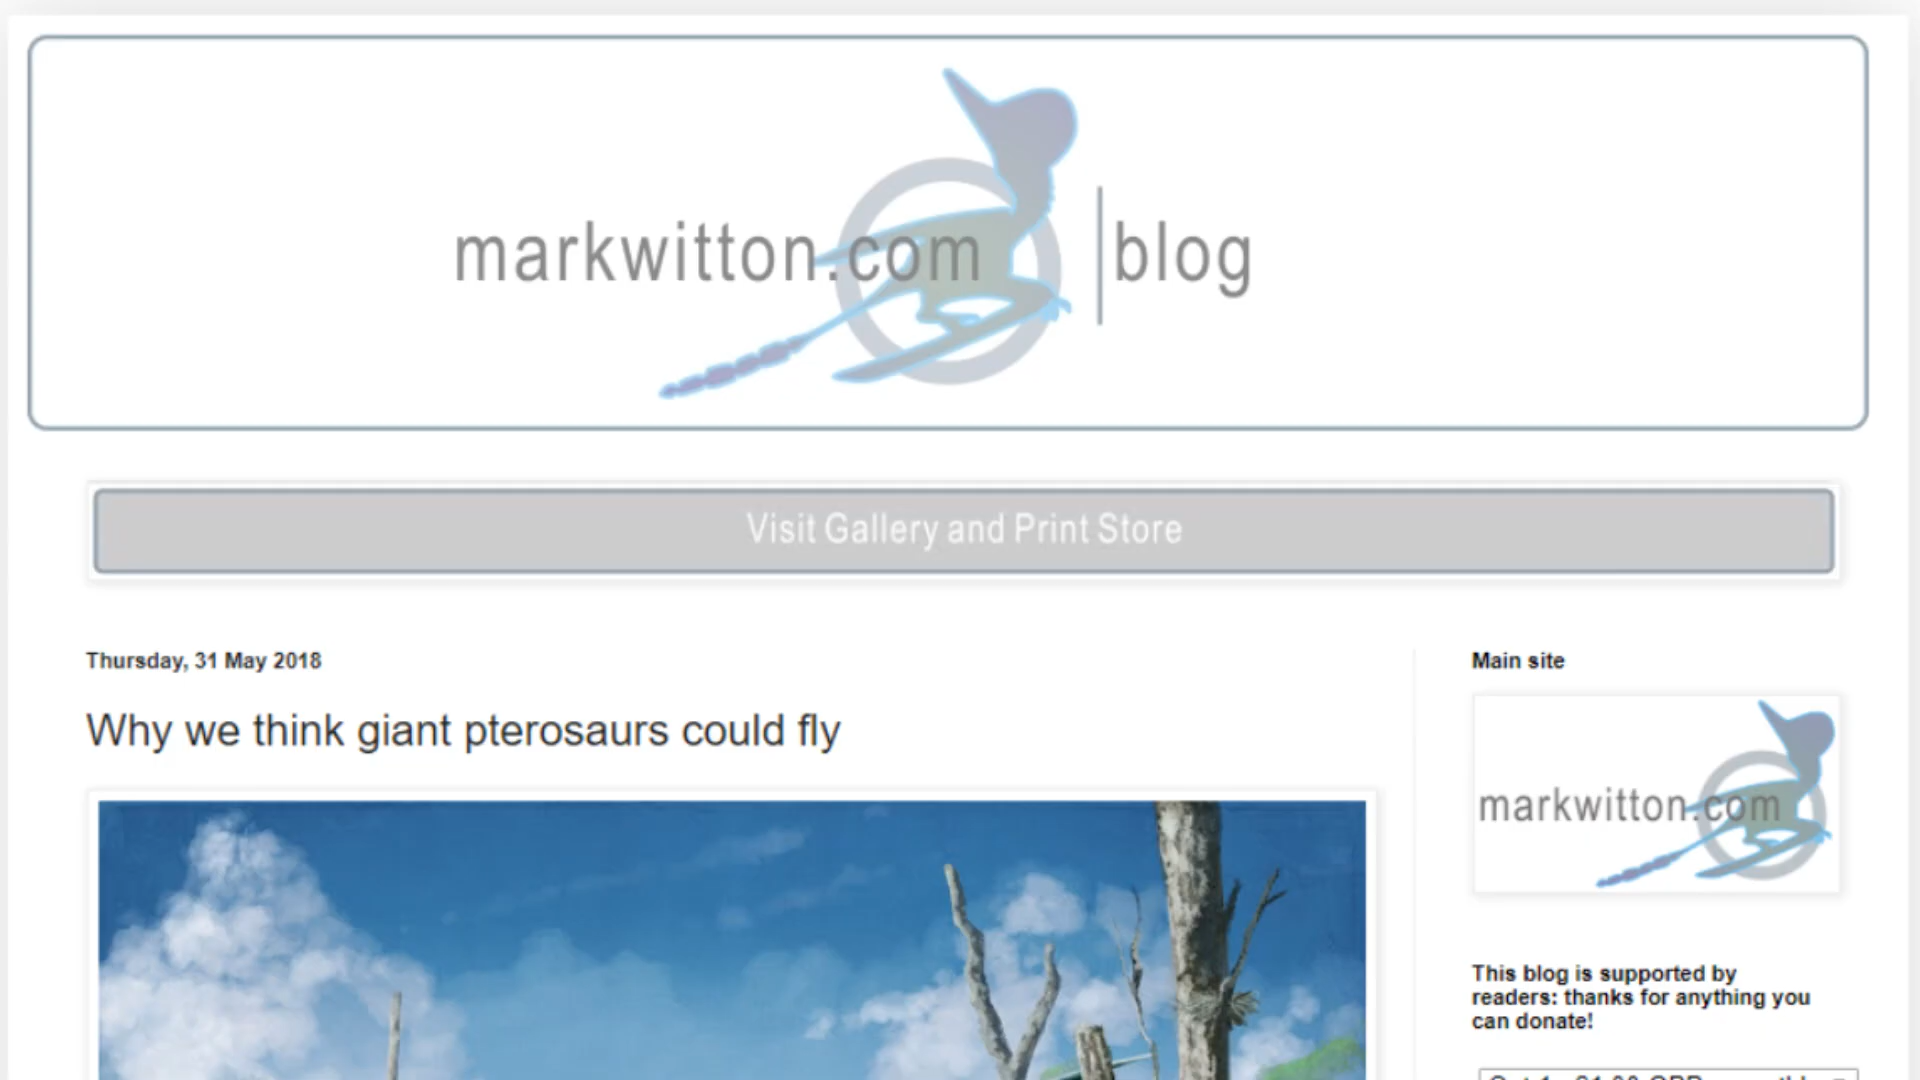 markwitton.com
blog
Visit Gallery and Print Store
Thursday, 31 May 2018
Why we think giant pterosaurs could fly
Main site
markwitton.com
This blog is supported by
readers: thanks for anything you
can donate!